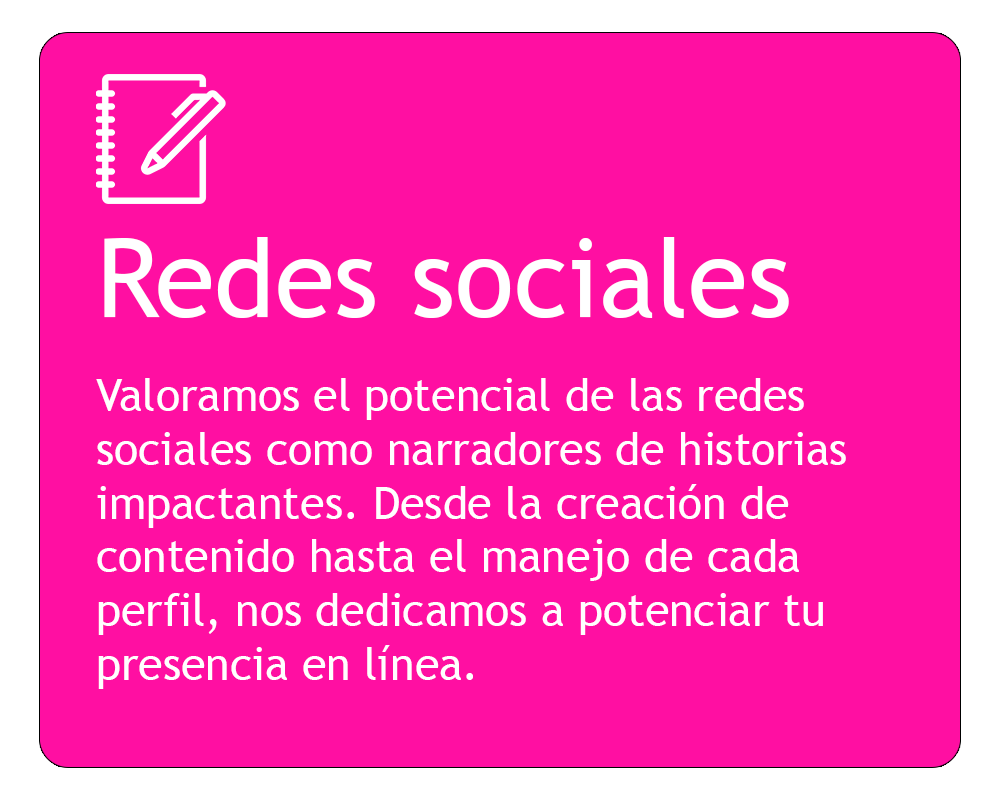 Redes sociales
Valoramos el potencial de las redes
sociales como narradores de historias
impactantes. Desde la creación de
contenido hasta el manejo de cada
perfil, nos dedicamos a potenciar tu
presencia en línea.